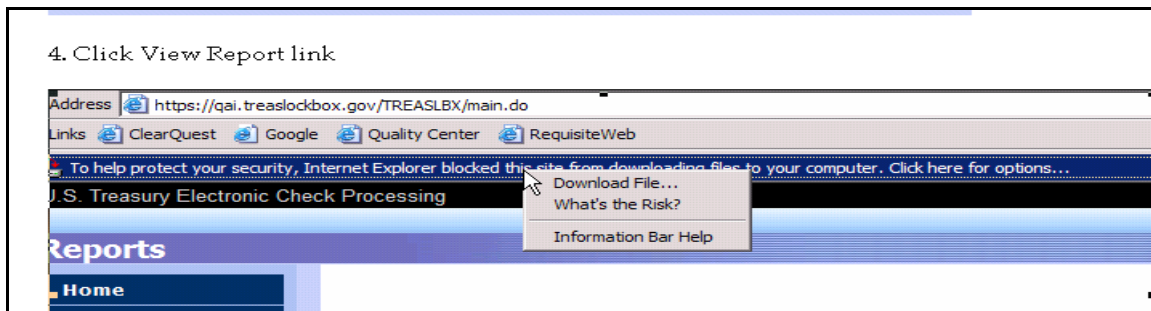 4. Click View Report link
Address https://qai.treaslockbox.gov/TREASLBX/main.do
Links ClearQuest Google Quality Center RequisiteWeb
To help protect your security, Internet Explorer blocked this site from downloading files to your computer. Click here for options...
Download File...
U.S. Treasury Electronic Check Processing
What's the Risk?
Information Bar Help
Reports
Home